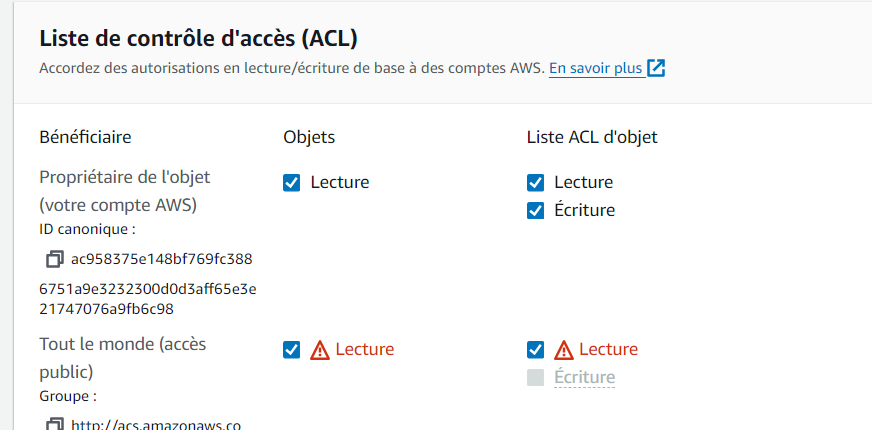 Liste de contrôle d'accès (ACL)
Accordez des autorisations en lecture/écriture de base à des comptes AWS. En savoir plus
Bénéficiaire Objets Liste ACL d'objet
Propriétaire de l'objet
(votre compte AWS)
Lecture Lecture
Écriture
ID canonique :
ac958375e148bf769fc388
6751a9e3232300d0d3aff65e3e
21747076a9fb6c98
Tout le monde (accès
public)
Lecture Lecture
Écriture
Groupe :
http://acs.amazonaws.co